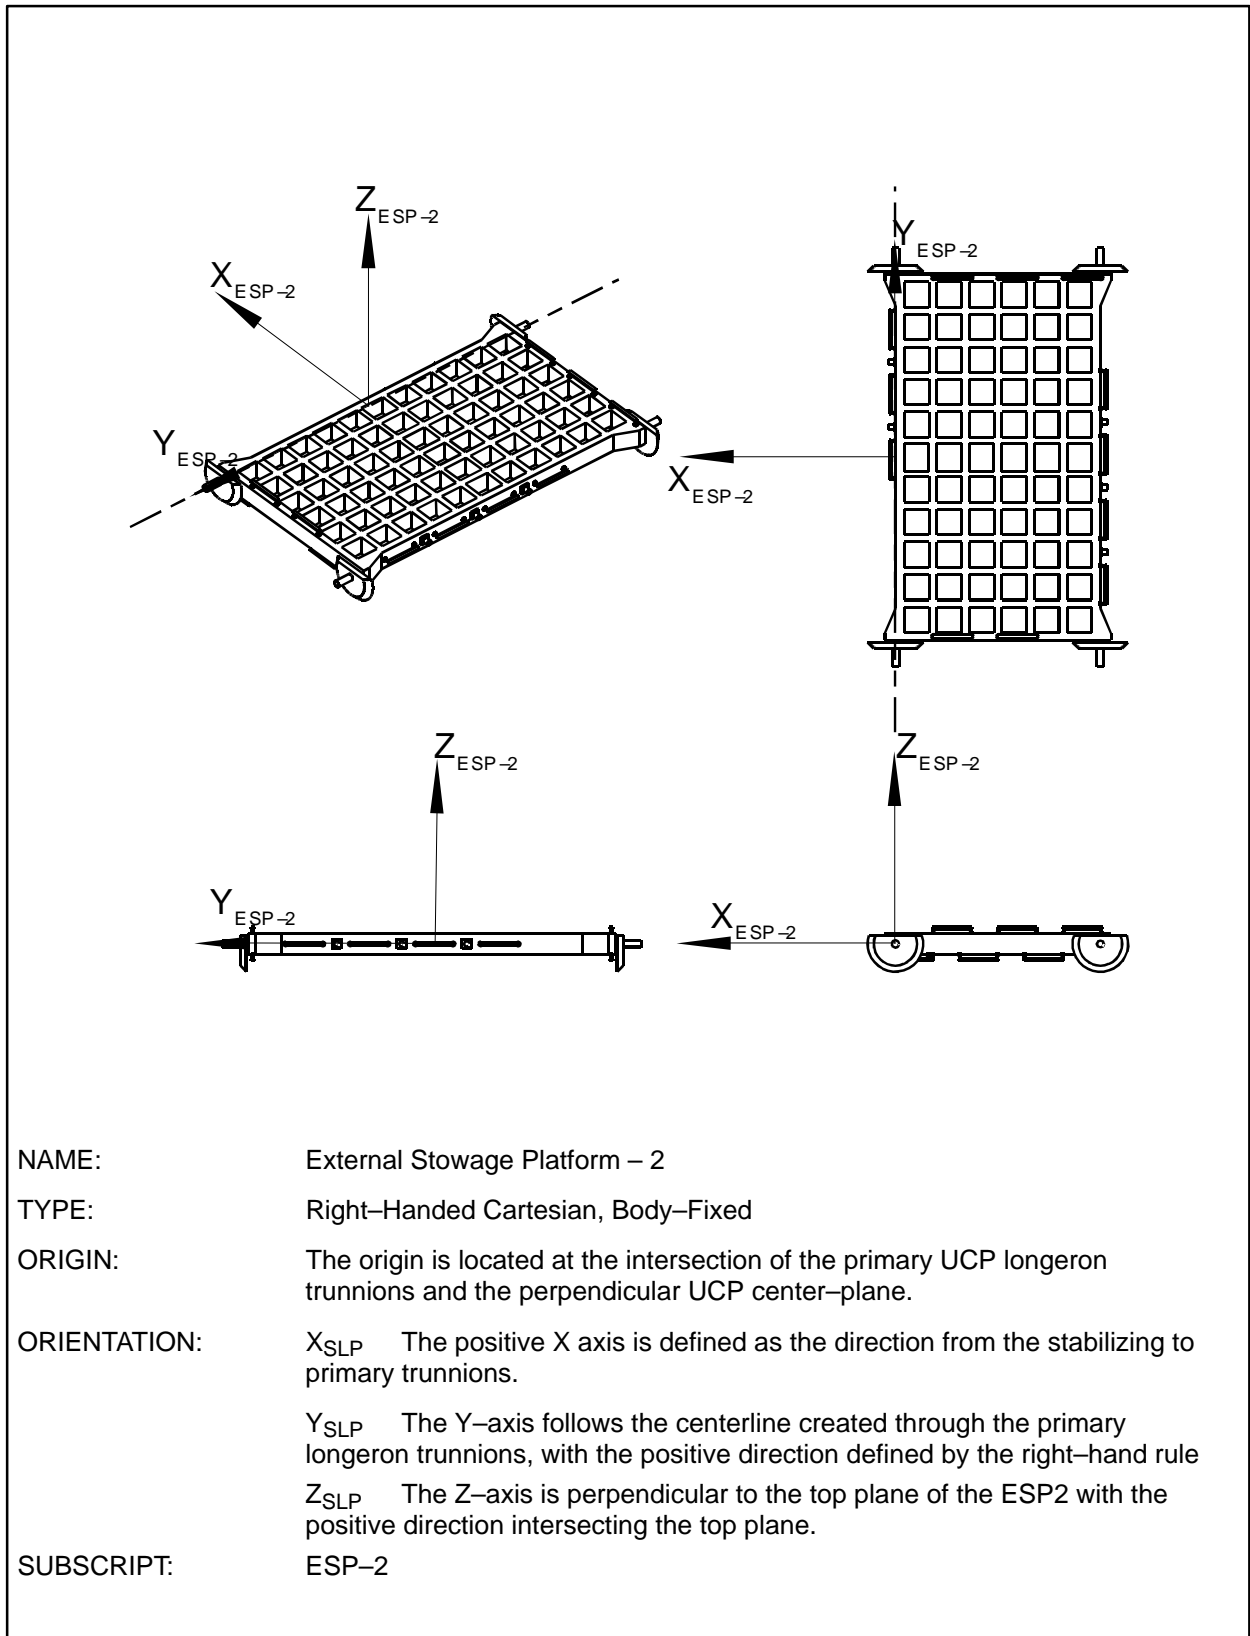 Z ESP–2
X ESP–2
Y ESP–2
Y ESP–2
X ESP–2
Z ESP–2
Y ESP–2
Z ESP–2
X ESP–2
NAME: External Stowage Platform – 2
TYPE: Right–Handed Cartesian, Body–Fixed
ORIGIN: The origin is located at the intersection of the primary UCP longeron
trunnions and the perpendicular UCP center–plane.
ORIENTATION: XSLP The positive X axis is defined as the direction from the stabilizing to
primary trunnions.
YSLP The Y–axis follows the centerline created through the primary
longeron trunnions, with the positive direction defined by the right–hand rule
ZSLP The Z–axis is perpendicular to the top plane of the ESP2 with the
positive direction intersecting the top plane.
SUBSCRIPT: ESP–2